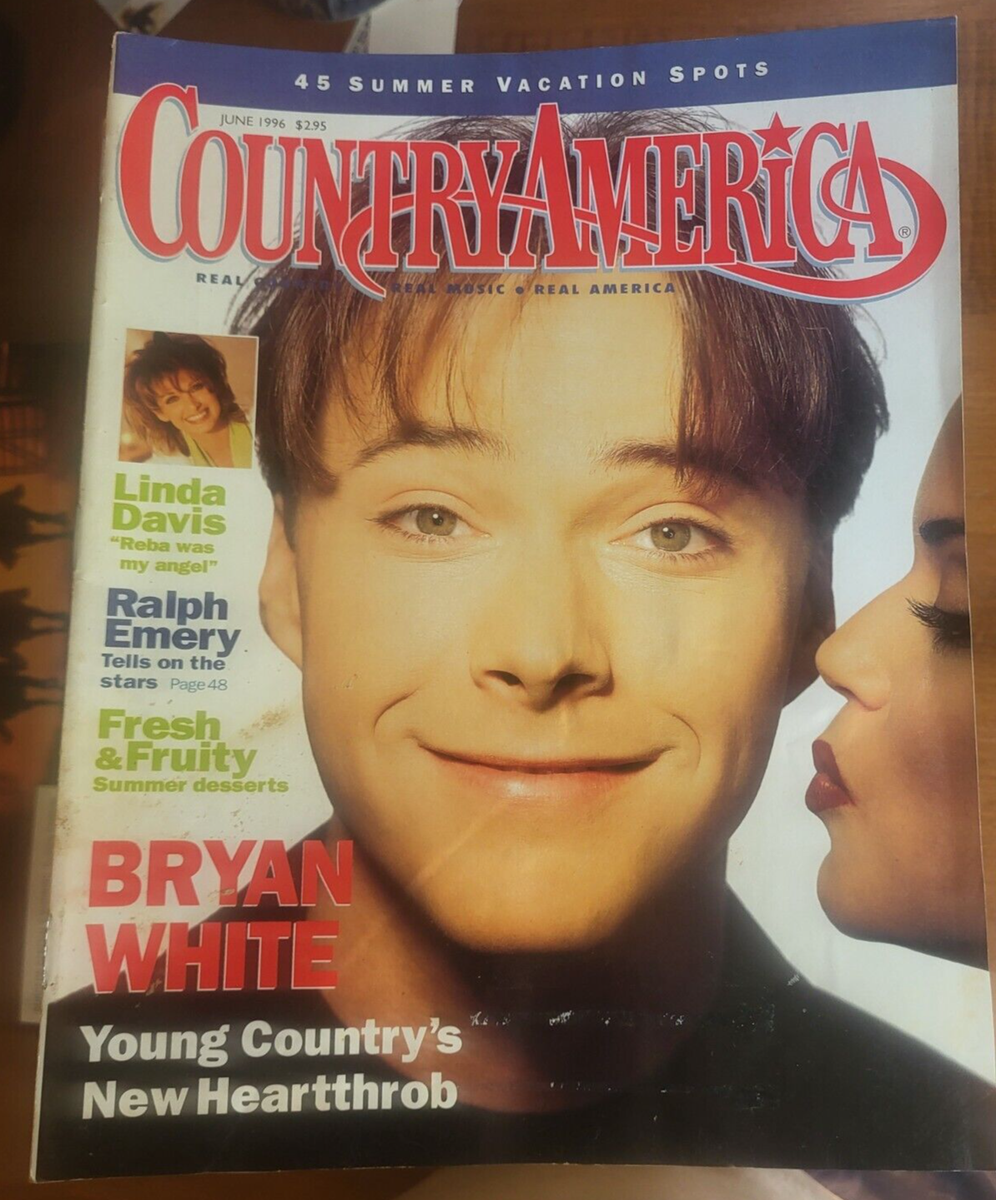 45 SUMMER VACATION SPOTS
JUNE 1996 $2.95
COUNTRY AMERICA ®
REAL COUNTRY • REAL MUSIC • REAL AMERICA
Linda
Davis
“Reba was
my angel”
Ralph
Emery
Tells on the
stars Page 48
Fresh
&Fruity
Summer desserts
BRYAN
WHITE
Young Country’s
New Heartthrob